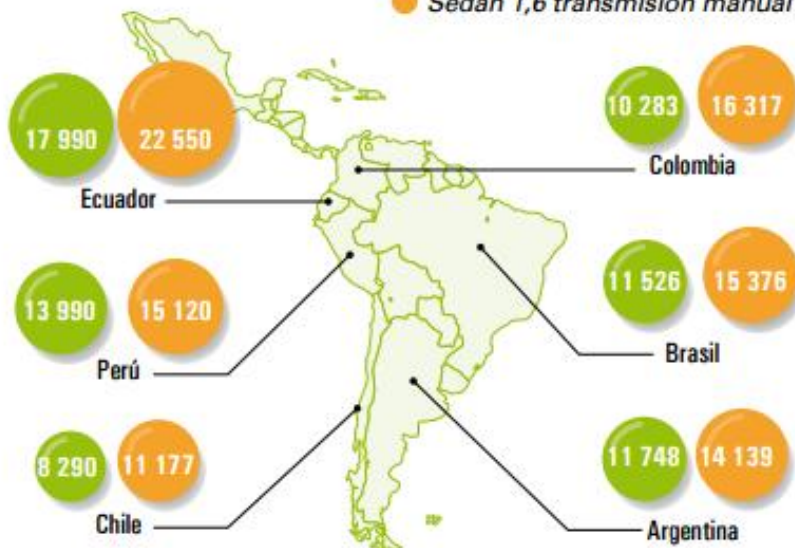 Sedán 1,6 transmisión manual
17 990
22 550
Ecuador
10 283
16 317
Colombia
13 990
15 120
Perú
11 526
15 376
Brasil
8 290
11 177
Chile
11 748
14 139
Argentina